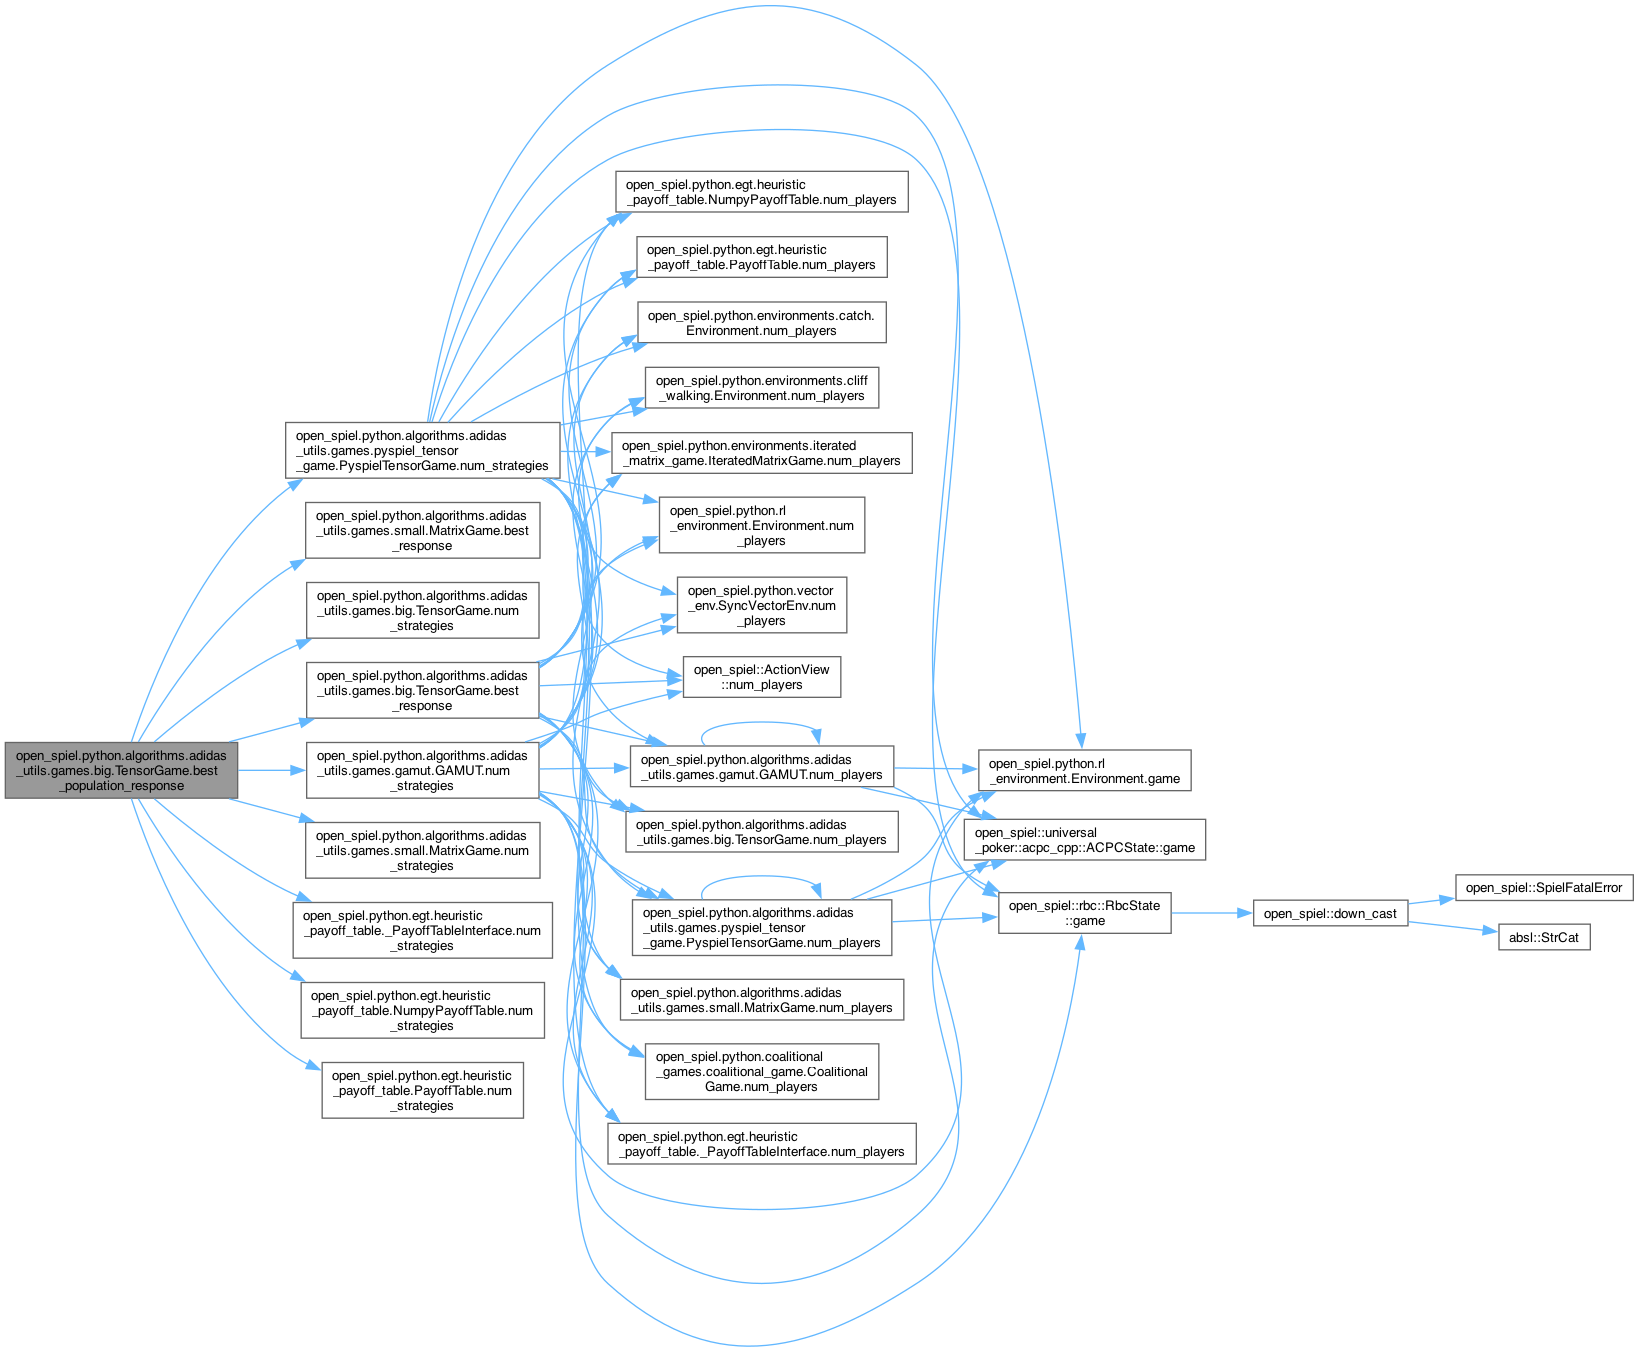 open_spiel.python.algorithms.adidas
_utils.games.big.TensorGame.best
_population_response
open_spiel.python.algorithms.adidas
_utils.games.pyspiel_tensor
_game.PyspielTensorGame.num_strategies
open_spiel.python.algorithms.adidas
_utils.games.small.MatrixGame.best
_response
open_spiel.python.algorithms.adidas
_utils.games.big.TensorGame.num
_strategies
open_spiel.python.algorithms.adidas
_utils.games.big.TensorGame.best
_response
open_spiel.python.algorithms.adidas
_utils.games.gamut.GAMUT.num
_strategies
open_spiel.python.algorithms.adidas
_utils.games.small.MatrixGame.num
_strategies
open_spiel.python.egt.heuristic
_payoff_table._PayoffTableInterface.num
_strategies
open_spiel.python.egt.heuristic
_payoff_table.NumpyPayoffTable.num
_strategies
open_spiel.python.egt.heuristic
_payoff_table.PayoffTable.num
_strategies
open_spiel.python.egt.heuristic
_payoff_table.NumpyPayoffTable.num_players
open_spiel.python.egt.heuristic
_payoff_table.PayoffTable.num_players
open_spiel.python.environments.catch.
Environment.num_players
open_spiel.python.environments.cliff
_walking.Environment.num_players
open_spiel.python.environments.iterated
_matrix_game.IteratedMatrixGame.num_players
open_spiel.python.rl
_environment.Environment.num
_players
open_spiel.python.vector
_env.SyncVectorEnv.num
_players
open_spiel::ActionView
::num_players
open_spiel.python.algorithms.adidas
_utils.games.gamut.GAMUT.num_players
open_spiel.python.algorithms.adidas
_utils.games.big.TensorGame.num_players
open_spiel.python.algorithms.adidas
_utils.games.pyspiel_tensor
_game.PyspielTensorGame.num_players
open_spiel.python.algorithms.adidas
_utils.games.small.MatrixGame.num_players
open_spiel.python.coalitional
_games.coalitional_game.Coalitional
Game.num_players
open_spiel.python.egt.heuristic
_payoff_table._PayoffTableInterface.num_players
open_spiel.python.rl
_environment.Environment.game
open_spiel::universal
_poker::acpc_cpp::ACPCState::game
open_spiel::rbc::RbcState
::game
open_spiel::down_cast
open_spiel::SpielFatalError
absl::StrCat